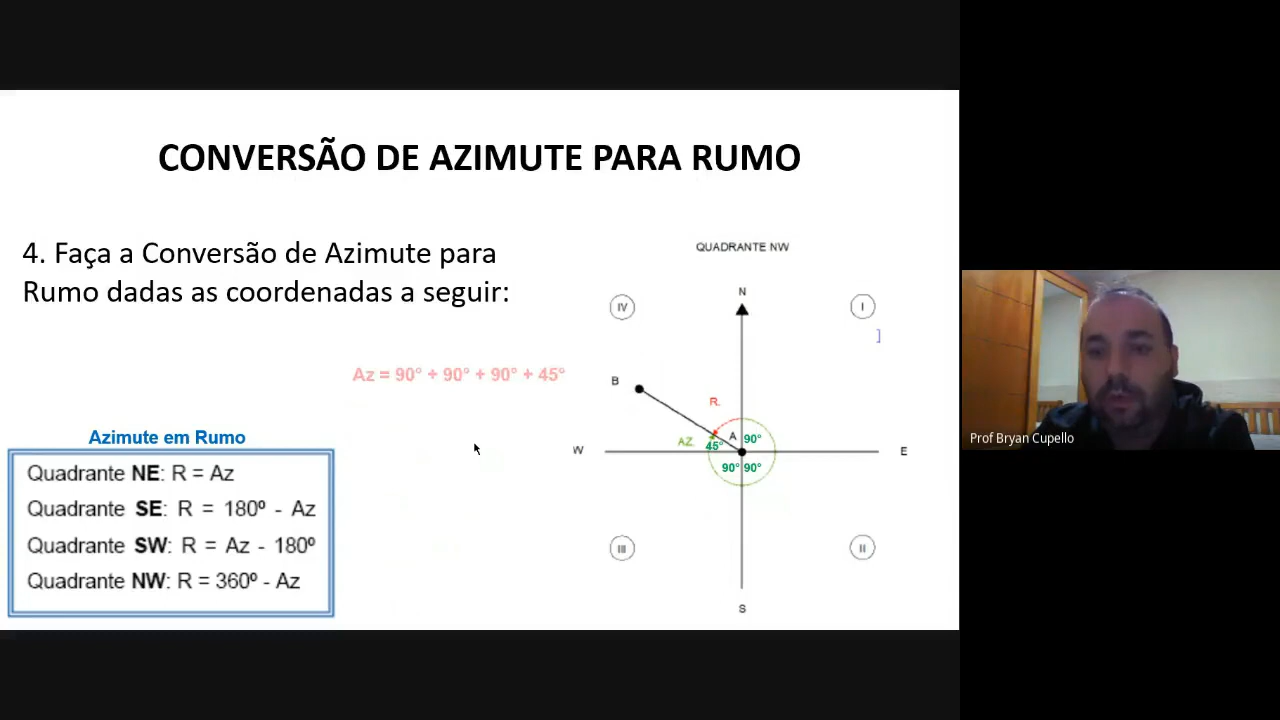 CONVERSÃO DE AZIMUTE PARA RUMO
4. Faça a Conversão de Azimute para
Rumo dadas as coordenadas a seguir:
Az = 90° + 90° + 90° + 45°
Azimute em Rumo
Quadrante NE: R = Az
Quadrante SE: R = 180º - Az
Quadrante SW: R = Az - 180º
Quadrante NW: R = 360º - Az
QUADRANTE NW
N
IV
I
]
B
R.
AZ.
45°
A
90°
W
E
90°
90°
III
II
S
Prof Bryan Cupello